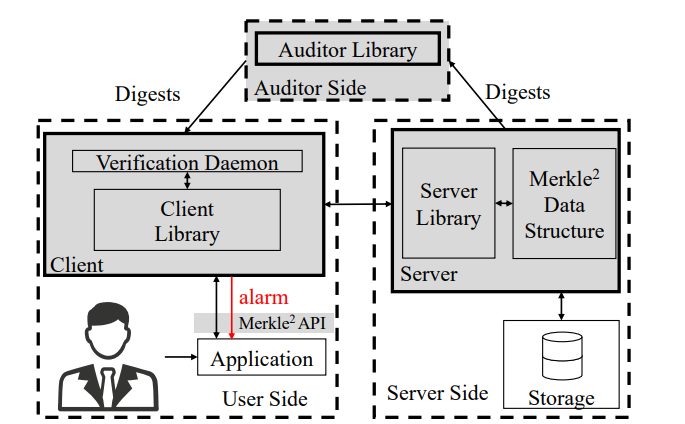 Auditor Library
Auditor Side
Digests
Digests
Verification Daemon
Client
Library
Client
alarm
Merkle² API
Application
User Side
Server
Library
Merkle²
Data
Structure
Server
Storage
Server Side